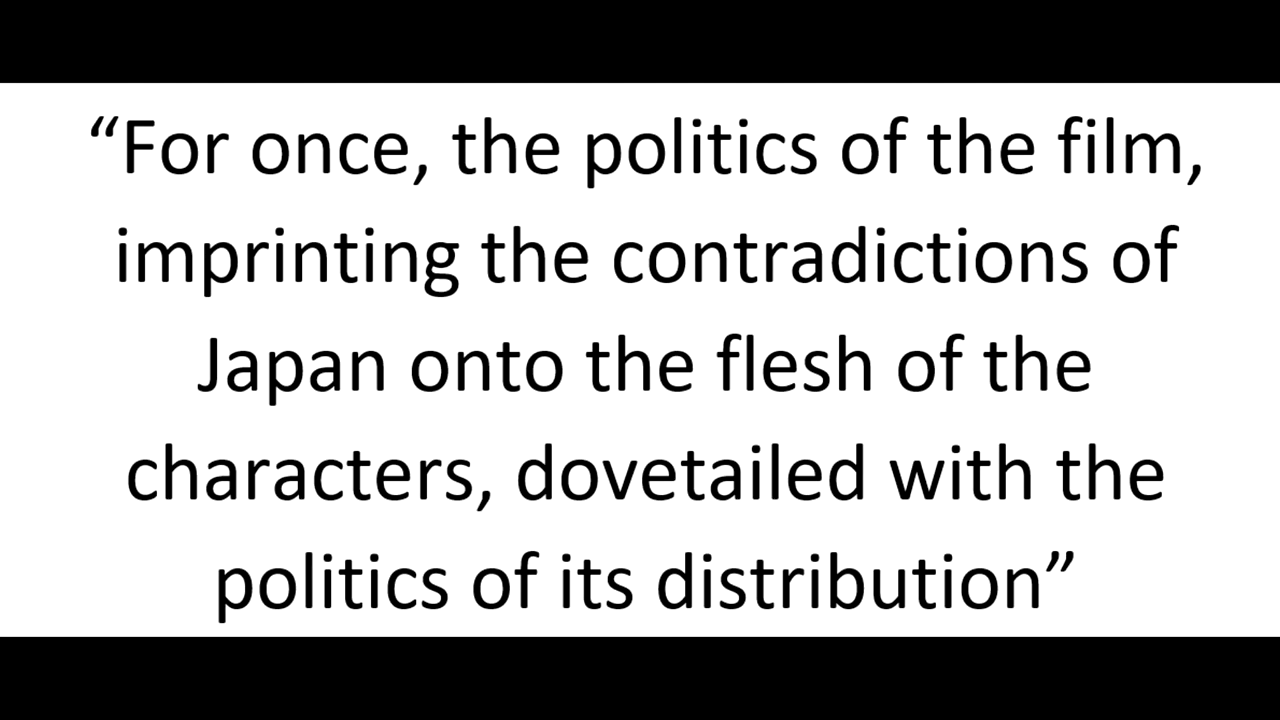 “For once, the politics of the film,
imprinting the contradictions of
Japan onto the flesh of the
characters, dovetailed with the
politics of its distribution”